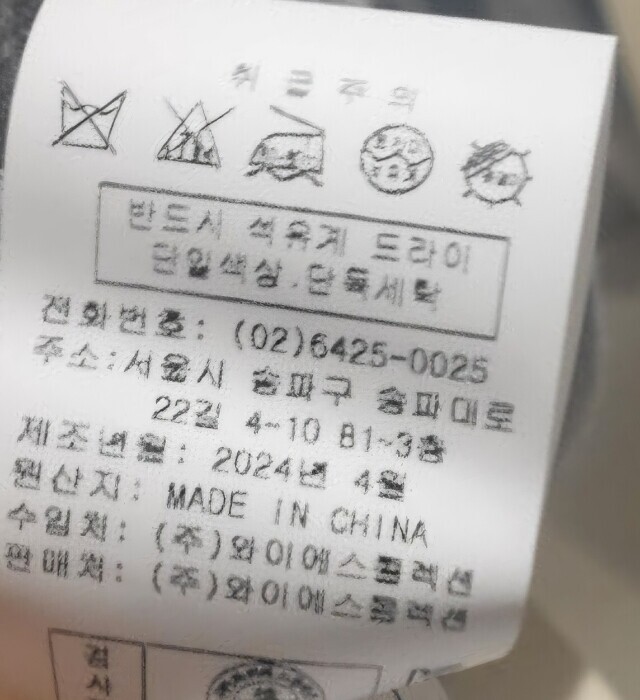 취 급 주 의
반드시 석유계 드라이
단일색상.단독세탁
전화번호: (02)6425-0025
주소:서울시 송파구 송파대로
22길 4-10 B1~3층
제조년월: 2024년 4월
원산지: MADE IN CHINA
수입처: (주)와이에스콜렉션
판매처: (주)와이에스콜렉션
검
사